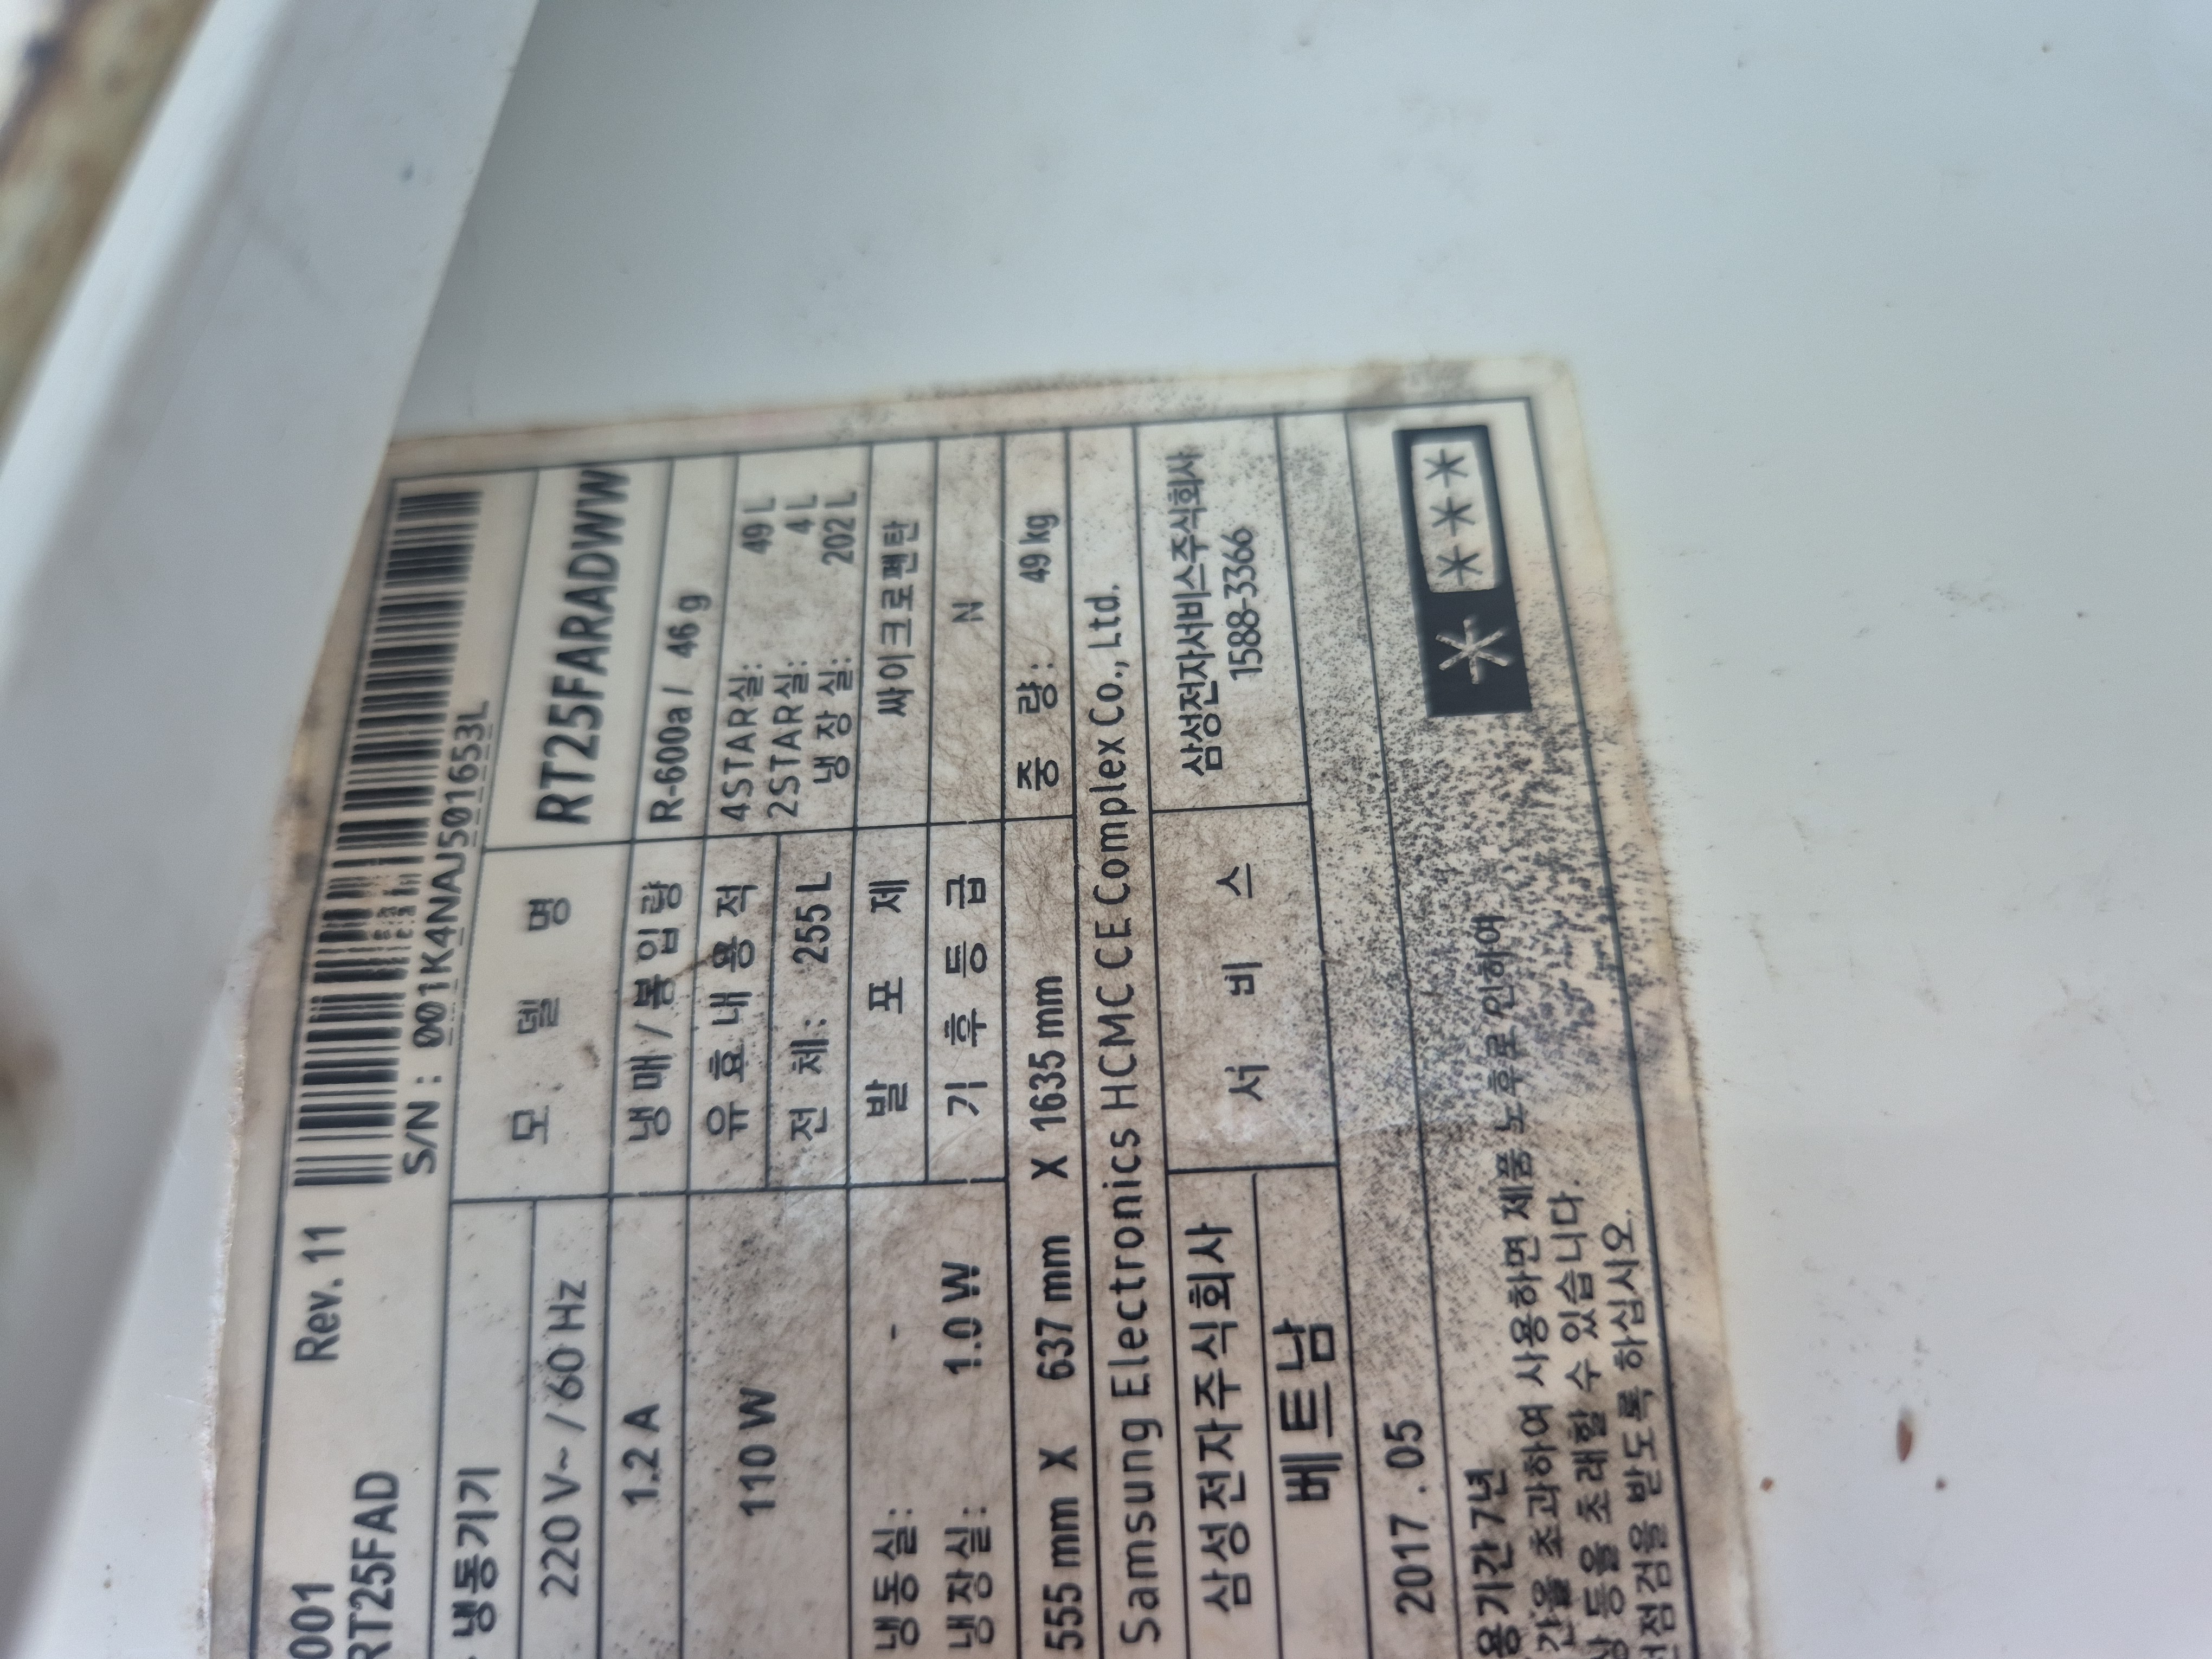 001 Rev. 11
RT25FAD
S/N : 001K4NAJ501653L
냉동기기 모 델 명 RT25FARADWW
220 V~ / 60 Hz 냉매/봉입량 R-600a / 46 g
1.2 A 유효내용적 4STAR실: 49 L
110 W 전 체: 255 L 2STAR실: 4 L
냉장실: 202 L
냉동실: - 발 포 제 싸이크로펜탄
냉장실: 1.0 W 기후등급 N
555 mm X 637 mm X 1635 mm 중 량: 49 kg
Samsung Electronics HCMC CE Complex Co., Ltd.
삼성전자주식회사 서 비 스 삼성전자서비스주식회사
베트남 1588-3366
2017 . 05
용기간 7년
간을 초과하여 사용하면 제품 노후로 인하여
상 등을 초래할 수 있습니다.
전점검을 받도록 하십시오.